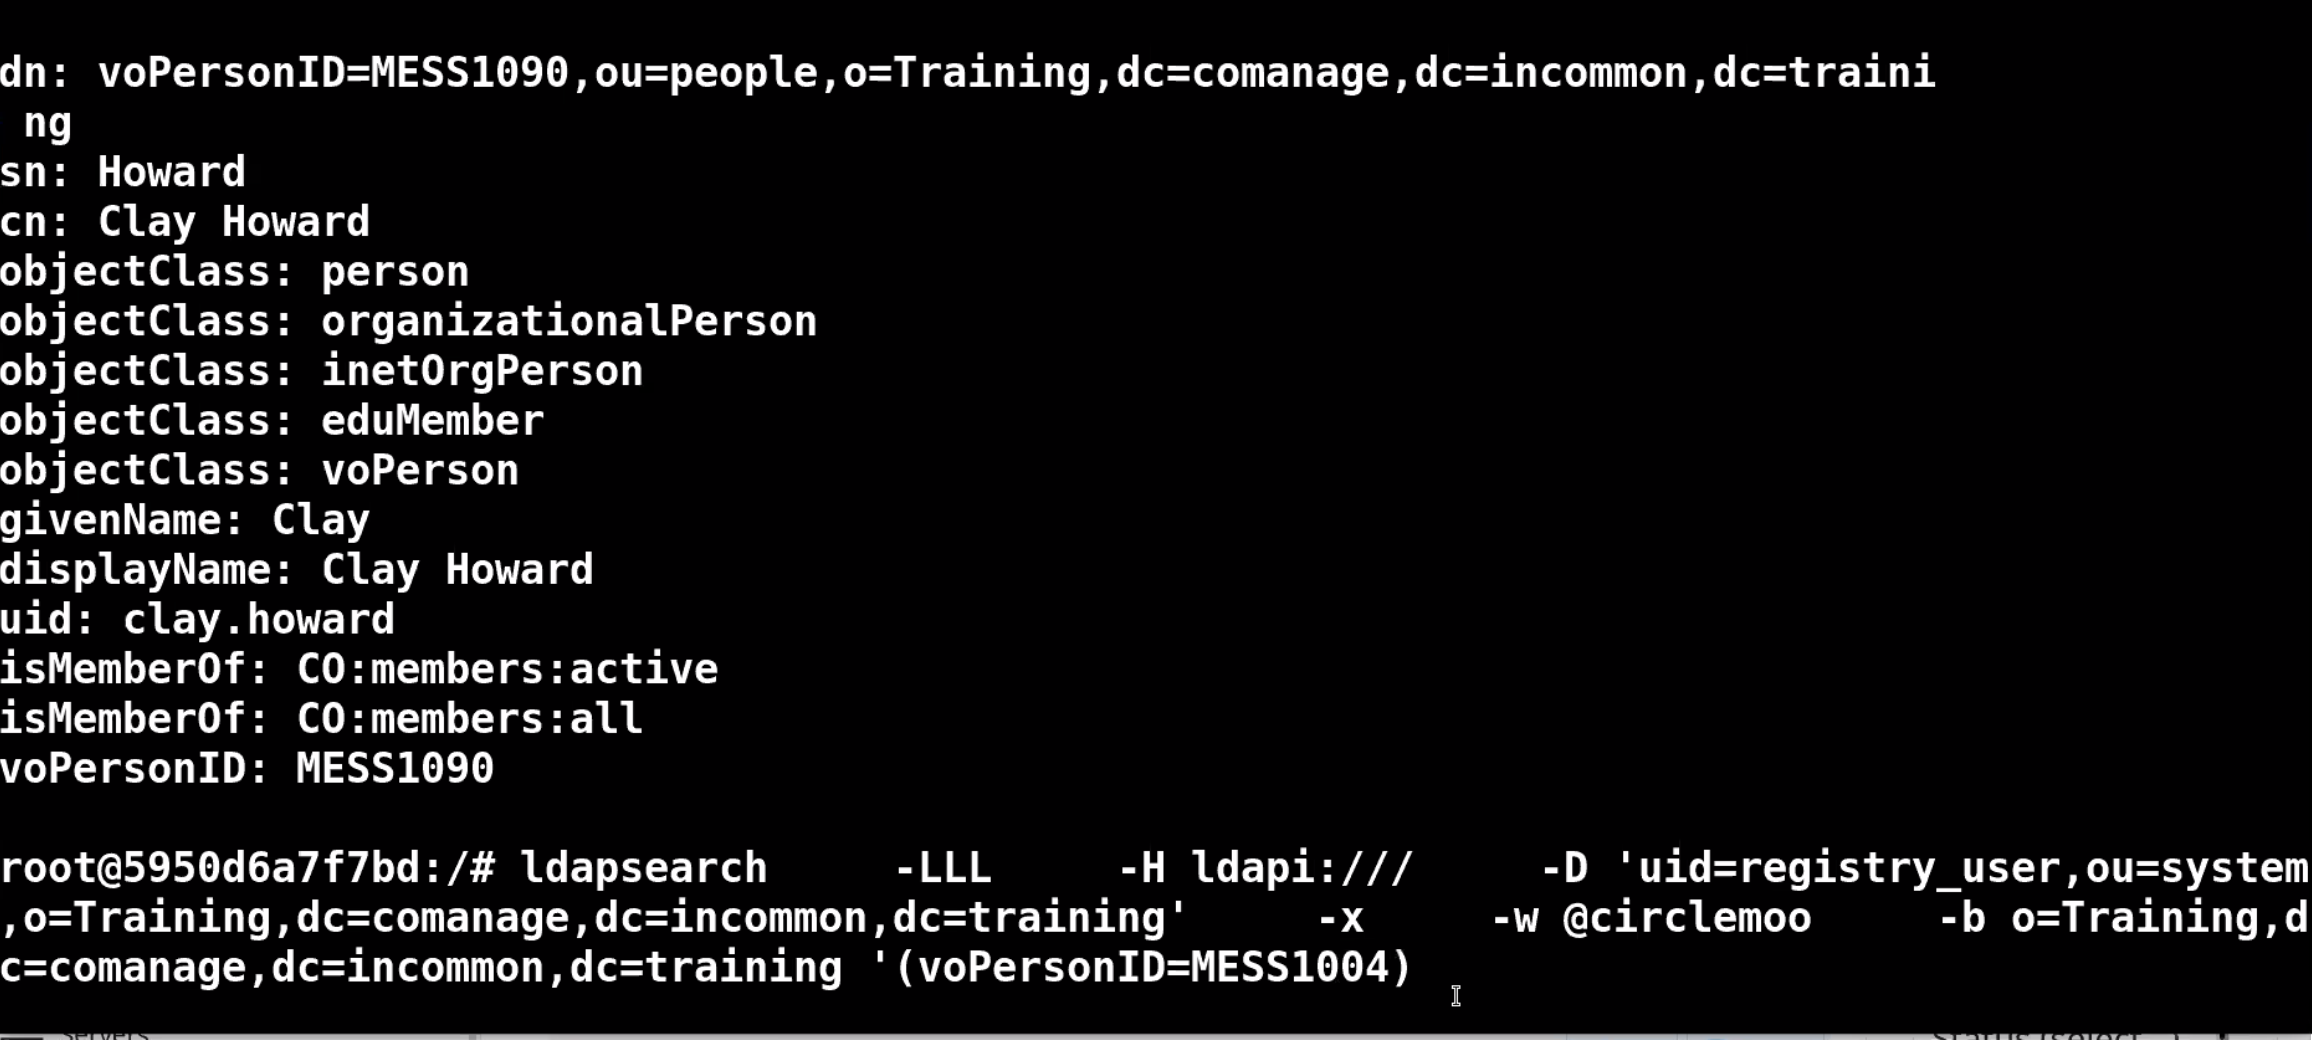 dn: voPersonID=MESS1090,ou=people,o=Training,dc=comanage,dc=incommon,dc=traini
 ng
sn: Howard
cn: Clay Howard
objectClass: person
objectClass: organizationalPerson
objectClass: inetOrgPerson
objectClass: eduMember
objectClass: voPerson
givenName: Clay
displayName: Clay Howard
uid: clay.howard
isMemberOf: CO:members:active
isMemberOf: CO:members:all
voPersonID: MESS1090
root@5950d6a7f7bd:/# ldapsearch     -LLL     -H ldapi:///     -D 'uid=registry_user,ou=system
,o=Training,dc=comanage,dc=incommon,dc=training'     -x     -w @circlemoo     -b o=Training,d
c=comanage,dc=incommon,dc=training '(voPersonID=MESS1004)